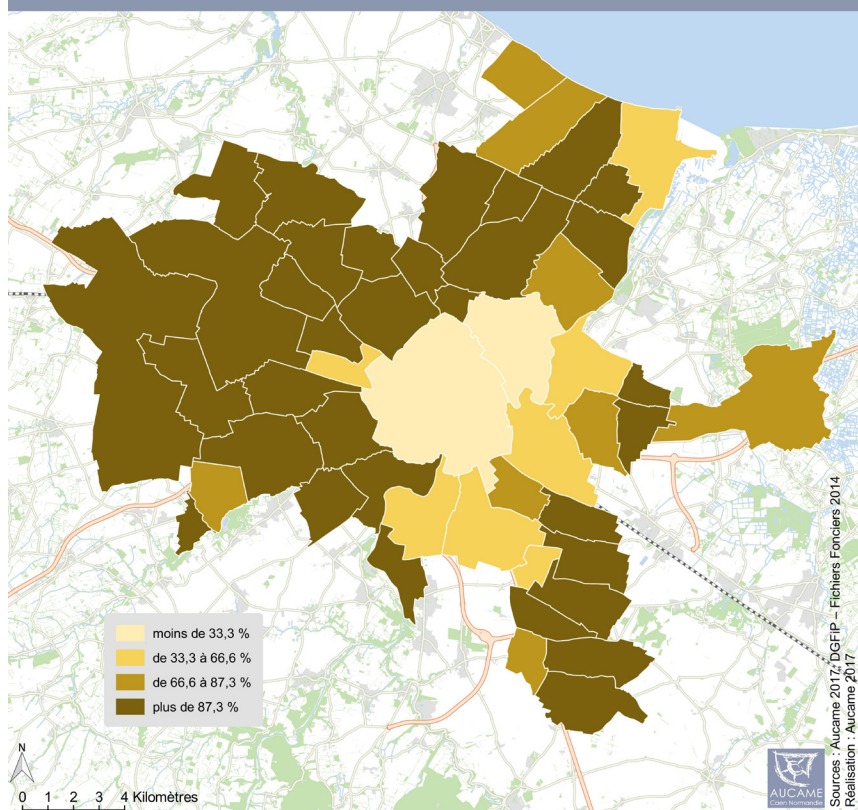 moins de 33,3 %
de 33,3 à 66,6 %
de 66,6 à 87,3 %
plus de 87,3 %
N
0 1 2 3 4 Kilomètres
AUCAME
Caen Normandie
Sources : Aucame 2017, DGFiP – Fichiers Fonciers 2014
Réalisation : Aucame 2017